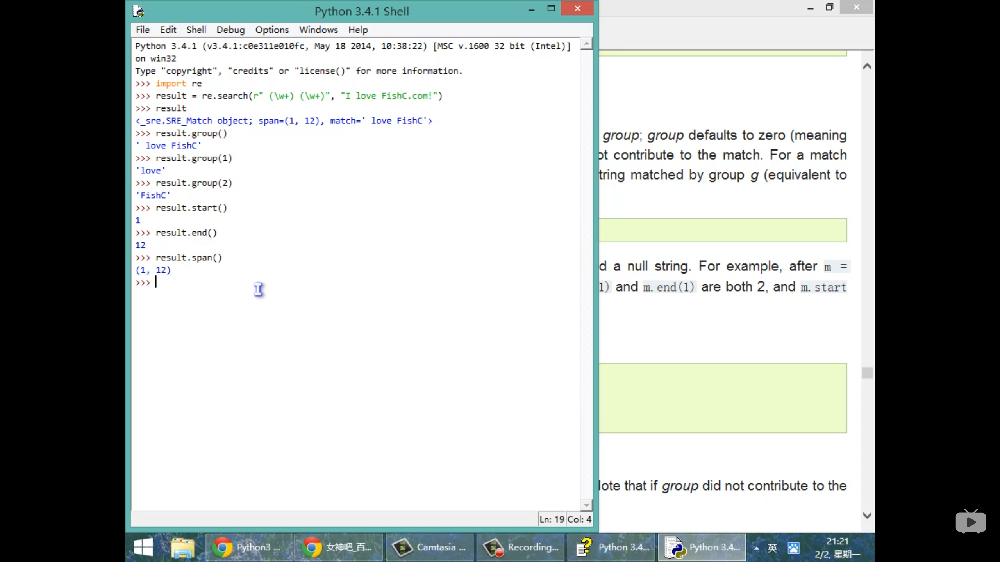 Python 3.4.1 Shell
File Edit Shell Debug Options Windows Help
Python 3.4.1 (v3.4.1:c0e311e010fc, May 18 2014, 10:38:22) [MSC v.1600 32 bit (Intel)]
on win32
Type "copyright", "credits" or "license()" for more information.
>>> import re
>>> result = re.search(r" (\w+) (\w+)", "I love FishC.com!")
>>> result
<_sre.SRE_Match object; span=(1, 12), match=' love FishC'>
>>> result.group()
' love FishC'
>>> result.group(1)
'love'
>>> result.group(2)
'FishC'
>>> result.start()
1
>>> result.end()
12
>>> result.span()
(1, 12)
>>>
Ln: 19 Col: 4
group; group defaults to zero (meaning
contribute to the match. For a match
matched by group g (equivalent to
a null string. For example, after m =
1) and m.end(1) are both 2, and m.start
that if group did not contribute to the
Python3 ... 女神吧_百... Camtasia ... Recording... Python 3.4... Python 3.4... 英 21:21
2/2, 星期一